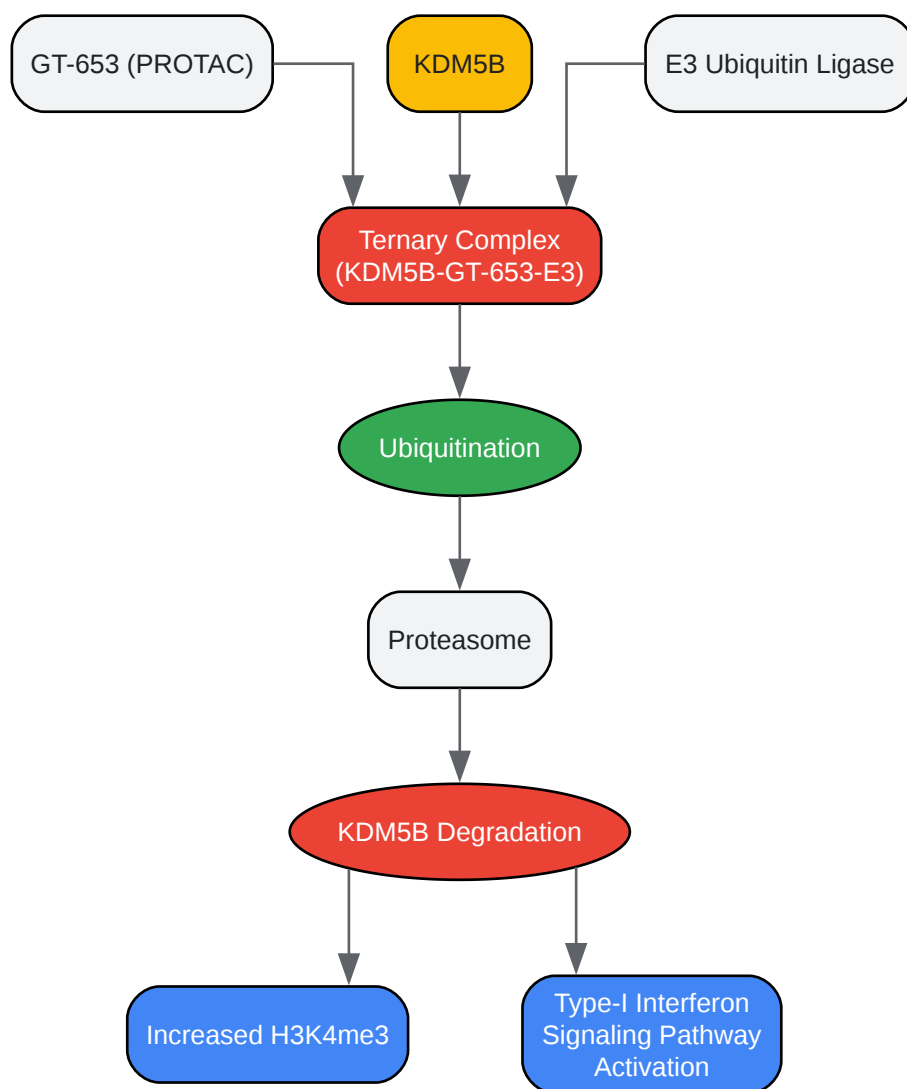 GT-653 (PROTAC)
KDM5B
E3 Ubiquitin Ligase
Ternary Complex
(KDM5B-GT-653-E3)
Ubiquitination
Proteasome
KDM5B Degradation
Increased H3K4me3
Type-I Interferon
Signaling Pathway
Activation